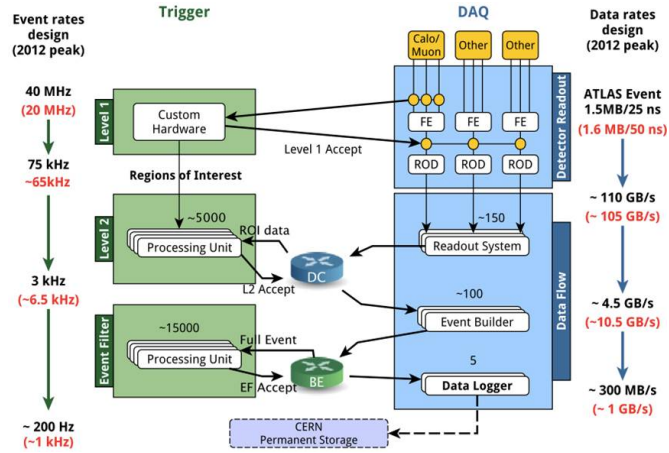 Event rates
design
(2012 peak)
Trigger
DAQ
Data rates
design
(2012 peak)
Calo/
Muon
Other
Other
40 MHz
(20 MHz)
Level 1
Custom
Hardware
FE
FE
FE
Detector Readout
ATLAS Event
1.5MB/25 ns
(1.6 MB/50 ns)
Level 1 Accept
ROD
ROD
ROD
75 kHz
~65kHz
Regions of Interest
~ 110 GB/s
(~ 105 GB/s)
Level 2
~5000
Processing Unit
ROI data
DC
L2 Accept
~150
Readout System
Data Flow
3 kHz
(~6.5 kHz)
~100
Event Builder
~ 4.5 GB/s
(~10.5 GB/s)
Event Filter
~15000
Processing Unit
Full Event
BE
EF Accept
5
Data Logger
~ 300 MB/s
(~ 1 GB/s)
~ 200 Hz
(~1 kHz)
CERN
Permanent Storage